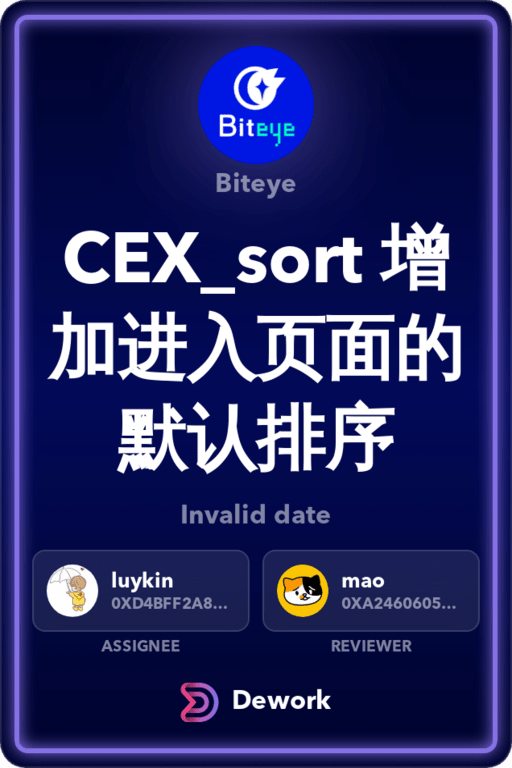 Biteye
Biteye
CEX_sort 增
加进入页面的
默认排序
Invalid date
luykin
0XD4BFF2A8...
ASSIGNEE
mao
0XA2460605...
REVIEWER
Dework